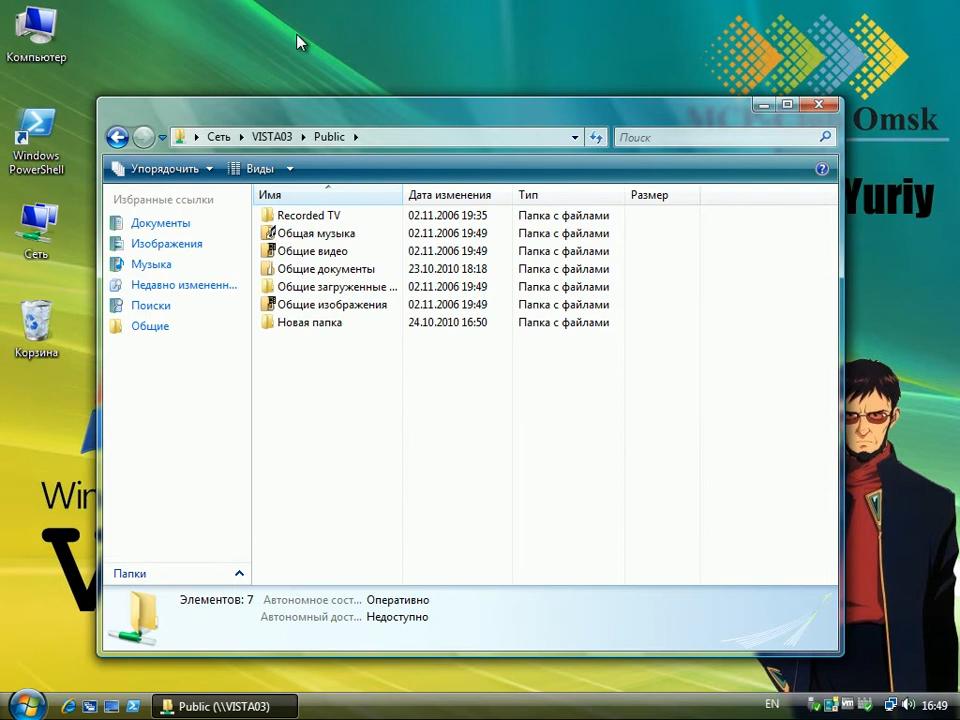 Компьютер
Windows PowerShell
Сеть
Корзина
Omsk
Yuriy
Win
Сеть VISTA03 Public
Поиск
Упорядочить Виды
Избранные ссылки
Документы
Изображения
Музыка
Недавно измененн...
Поиски
Общие
Папки
Имя Дата изменения Тип Размер
Recorded TV 02.11.2006 19:35 Папка с файлами
Общая музыка 02.11.2006 19:49 Папка с файлами
Общие видео 02.11.2006 19:49 Папка с файлами
Общие документы 23.10.2010 18:18 Папка с файлами
Общие загруженные ... 02.11.2006 19:49 Папка с файлами
Общие изображения 02.11.2006 19:49 Папка с файлами
Новая папка 24.10.2010 16:50 Папка с файлами
Элементов: 7 Автономное сост... Оперативно
Автономный дост... Недоступно
Public (\\VISTA03)
EN
16:49